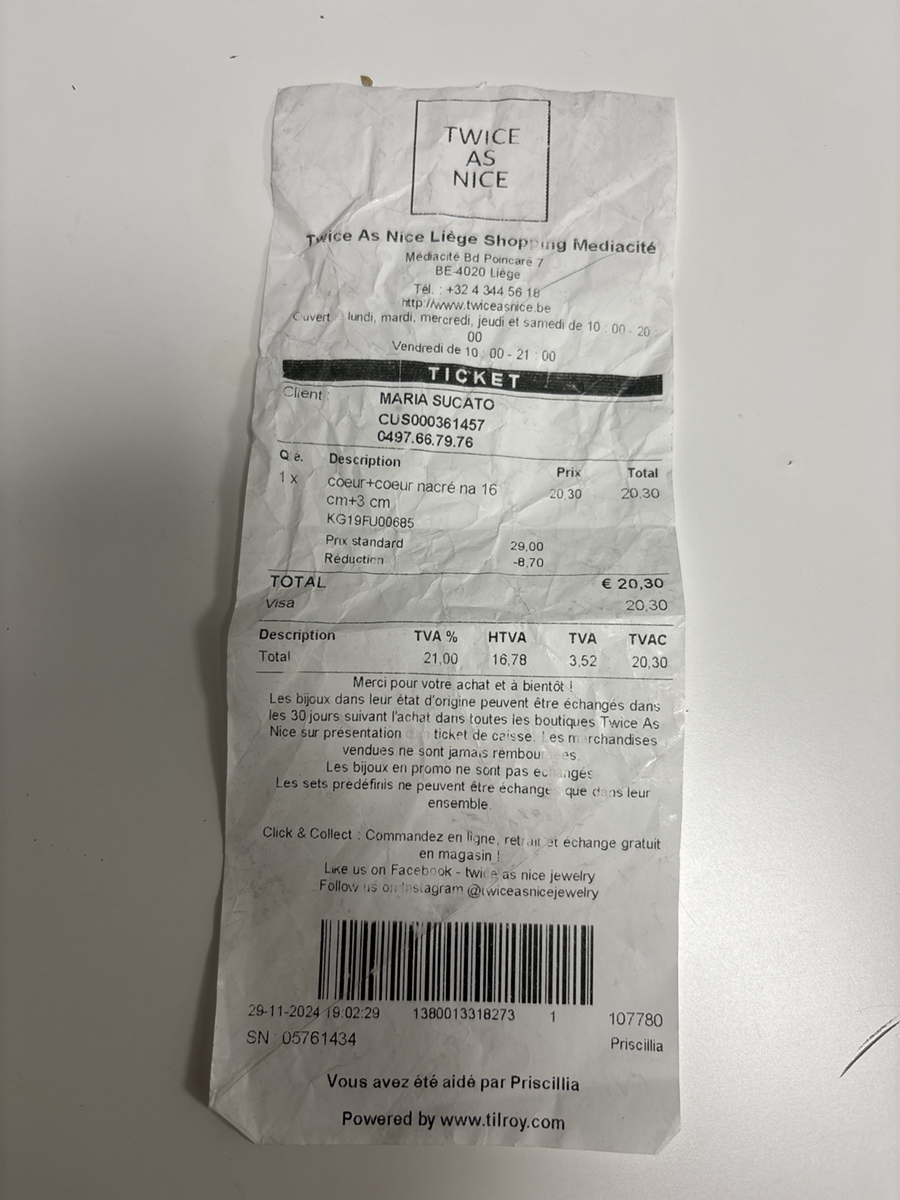 TWICE
AS
NICE
Twice As Nice Liège Shopping Mediacité
Médiacité Bd Poincaré 7
BE-4020 Liège
Tél. : +32 4 344 56 18
http://www.twiceasnice.be
Ouvert lundi, mardi, mercredi, jeudi et samedi de 10 : 00 - 20 :
00
Vendredi de 10 : 00 - 21 : 00
TICKET
Client : MARIA SUCATO
CUS000361457
0497.66.79.76
Qté. Description Prix Total
1 x coeur+coeur nacré na 16 20,30 20,30
cm+3 cm
KG19FU00685
Prix standard 29,00
Réduction -8,70
TOTAL € 20,30
Visa 20,30
Description TVA % HTVA TVA TVAC
Total 21,00 16,78 3,52 20,30
Merci pour votre achat et à bientôt !
Les bijoux dans leur état d'origine peuvent être échangés dans
les 30 jours suivant l'achat dans toutes les boutiques Twice As
Nice sur présentation ticket de caisse. Les marchandises
vendues ne sont jamais remboursées
Les bijoux en promo ne sont pas échangés
Les sets prédéfinis ne peuvent être échangé que dans leur
ensemble.
Click & Collect : Commandez en ligne, retrait et échange gratuit
en magasin !
Like us on Facebook - twice as nice jewelry
Follow us on Instagram @twiceasnicejewelry
29-11-2024 19:02:29 1380013318273 1 107780
SN : 05761434 Priscillia
Vous avez été aidé par Priscillia
Powered by www.tilroy.com